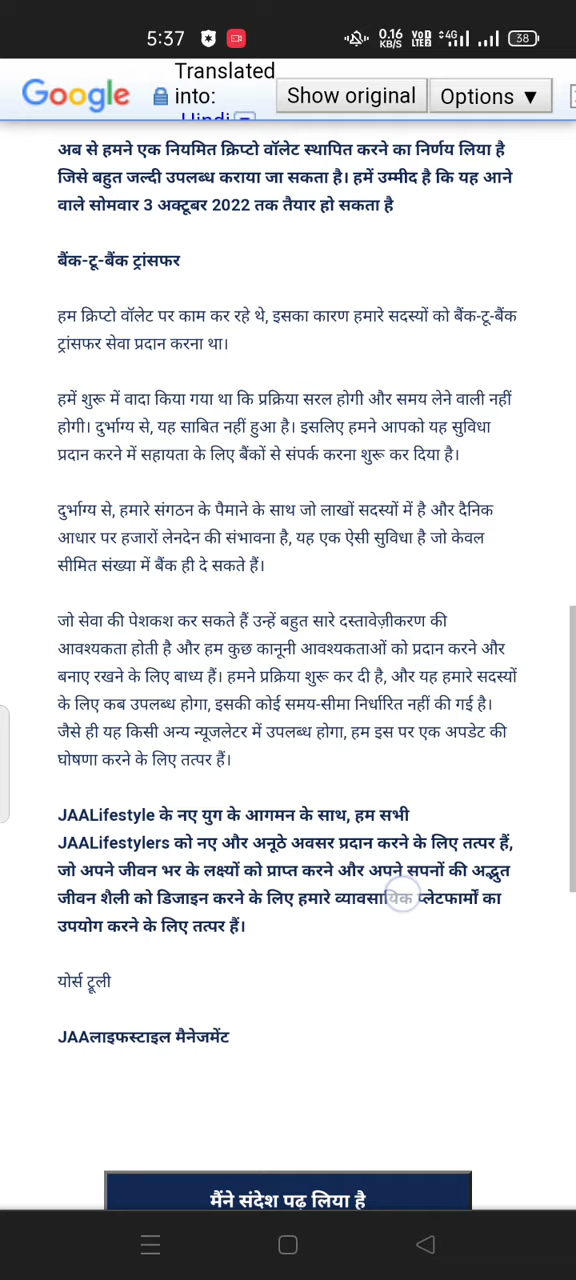 5:37
0.16
KB/S
VoD
LTE2
4G
38
Google
Translated
into:
Hindi
Show original
Options ▼
अब से हमने एक नियमित क्रिप्टो वॉलेट स्थापित करने का निर्णय लिया है
जिसे बहुत जल्दी उपलब्ध कराया जा सकता है। हमें उम्मीद है कि यह आने
वाले सोमवार 3 अक्टूबर 2022 तक तैयार हो सकता है
बैंक-टू-बैंक ट्रांसफर
हम क्रिप्टो वॉलेट पर काम कर रहे थे, इसका कारण हमारे सदस्यों को बैंक-टू-बैंक
ट्रांसफर सेवा प्रदान करना था।
हमें शुरू में वादा किया गया था कि प्रक्रिया सरल होगी और समय लेने वाली नहीं
होगी। दुर्भाग्य से, यह साबित नहीं हुआ है। इसलिए हमने आपको यह सुविधा
प्रदान करने में सहायता के लिए बैंकों से संपर्क करना शुरू कर दिया है।
दुर्भाग्य से, हमारे संगठन के पैमाने के साथ जो लाखों सदस्यों में है और दैनिक
आधार पर हजारों लेनदेन की संभावना है, यह एक ऐसी सुविधा है जो केवल
सीमित संख्या में बैंक ही दे सकते हैं।
जो सेवा की पेशकश कर सकते हैं उन्हें बहुत सारे दस्तावेज़ीकरण की
आवश्यकता होती है और हम कुछ कानूनी आवश्यकताओं को प्रदान करने और
बनाए रखने के लिए बाध्य हैं। हमने प्रक्रिया शुरू कर दी है, और यह हमारे सदस्यों
के लिए कब उपलब्ध होगा, इसकी कोई समय-सीमा निर्धारित नहीं की गई है।
जैसे ही यह किसी अन्य न्यूजलेटर में उपलब्ध होगा, हम इस पर एक अपडेट की
घोषणा करने के लिए तत्पर हैं।
JAALifestyle के नए युग के आगमन के साथ, हम सभी
JAALifestylers को नए और अनूठे अवसर प्रदान करने के लिए तत्पर हैं,
जो अपने जीवन भर के लक्ष्यों को प्राप्त करने और अपने सपनों की अद्भुत
जीवन शैली को डिजाइन करने के लिए हमारे व्यावसायिक प्लेटफार्मों का
उपयोग करने के लिए तत्पर हैं।
योर्स ट्रूली
JAAलाइफस्टाइल मैनेजमेंट
मैंने संदेश पढ़ लिया है